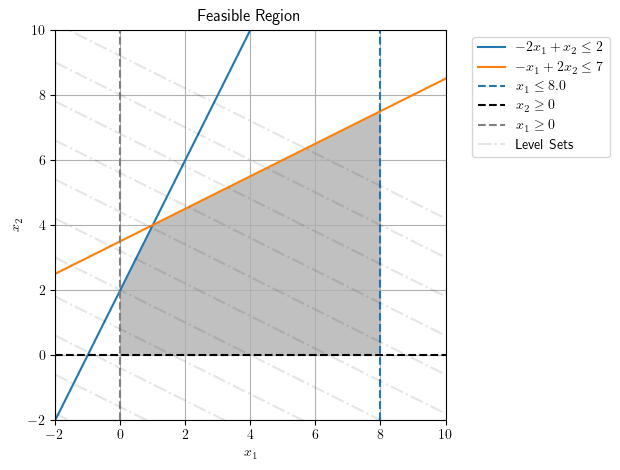 Feasible Region
10
8
6
4
2
0
−2
x₂
−2 0 2 4 6 8 10
x₁
−2x₁ + x₂ ≤ 2
−x₁ + 2x₂ ≤ 7
x₁ ≤ 8.0
x₂ ≥ 0
x₁ ≥ 0
Level Sets